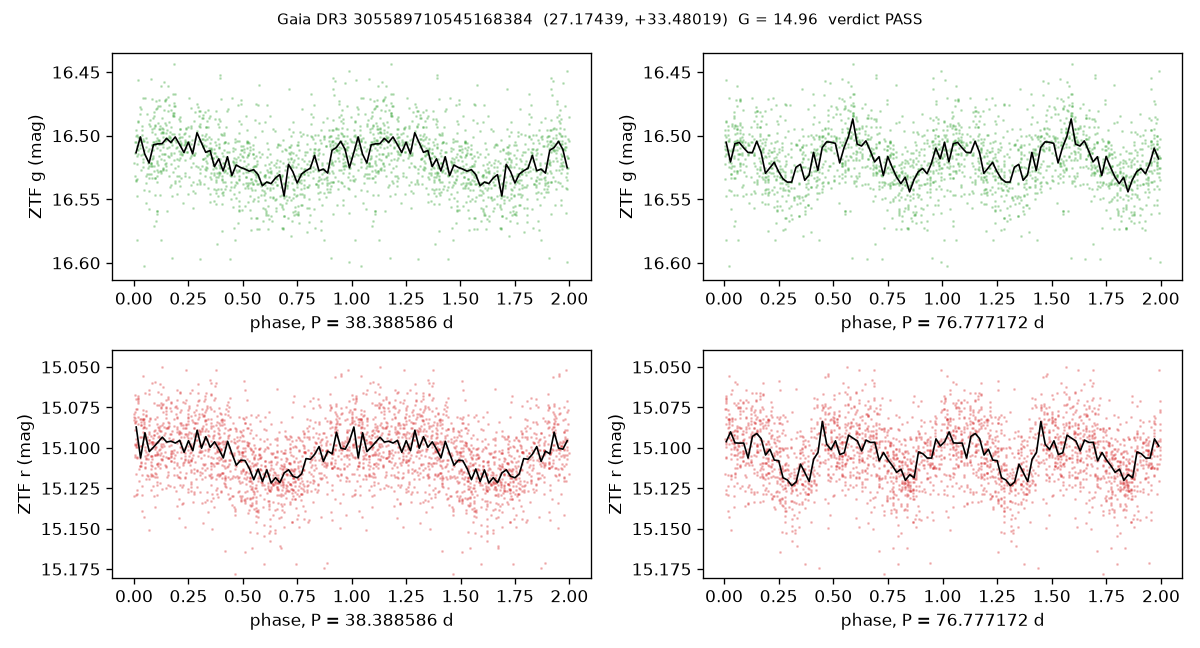 Gaia DR3 305589710545168384  (27.17439, +33.48019)  G = 14.96  verdict PASS
ZTF g (mag)
16.45
16.50
16.55
16.60
0.00 0.25 0.50 0.75 1.00 1.25 1.50 1.75 2.00
phase, P = 38.388586 d
ZTF g (mag)
16.45
16.50
16.55
16.60
0.00 0.25 0.50 0.75 1.00 1.25 1.50 1.75 2.00
phase, P = 76.777172 d
ZTF r (mag)
15.050
15.075
15.100
15.125
15.150
15.175
0.00 0.25 0.50 0.75 1.00 1.25 1.50 1.75 2.00
phase, P = 38.388586 d
ZTF r (mag)
15.050
15.075
15.100
15.125
15.150
15.175
0.00 0.25 0.50 0.75 1.00 1.25 1.50 1.75 2.00
phase, P = 76.777172 d